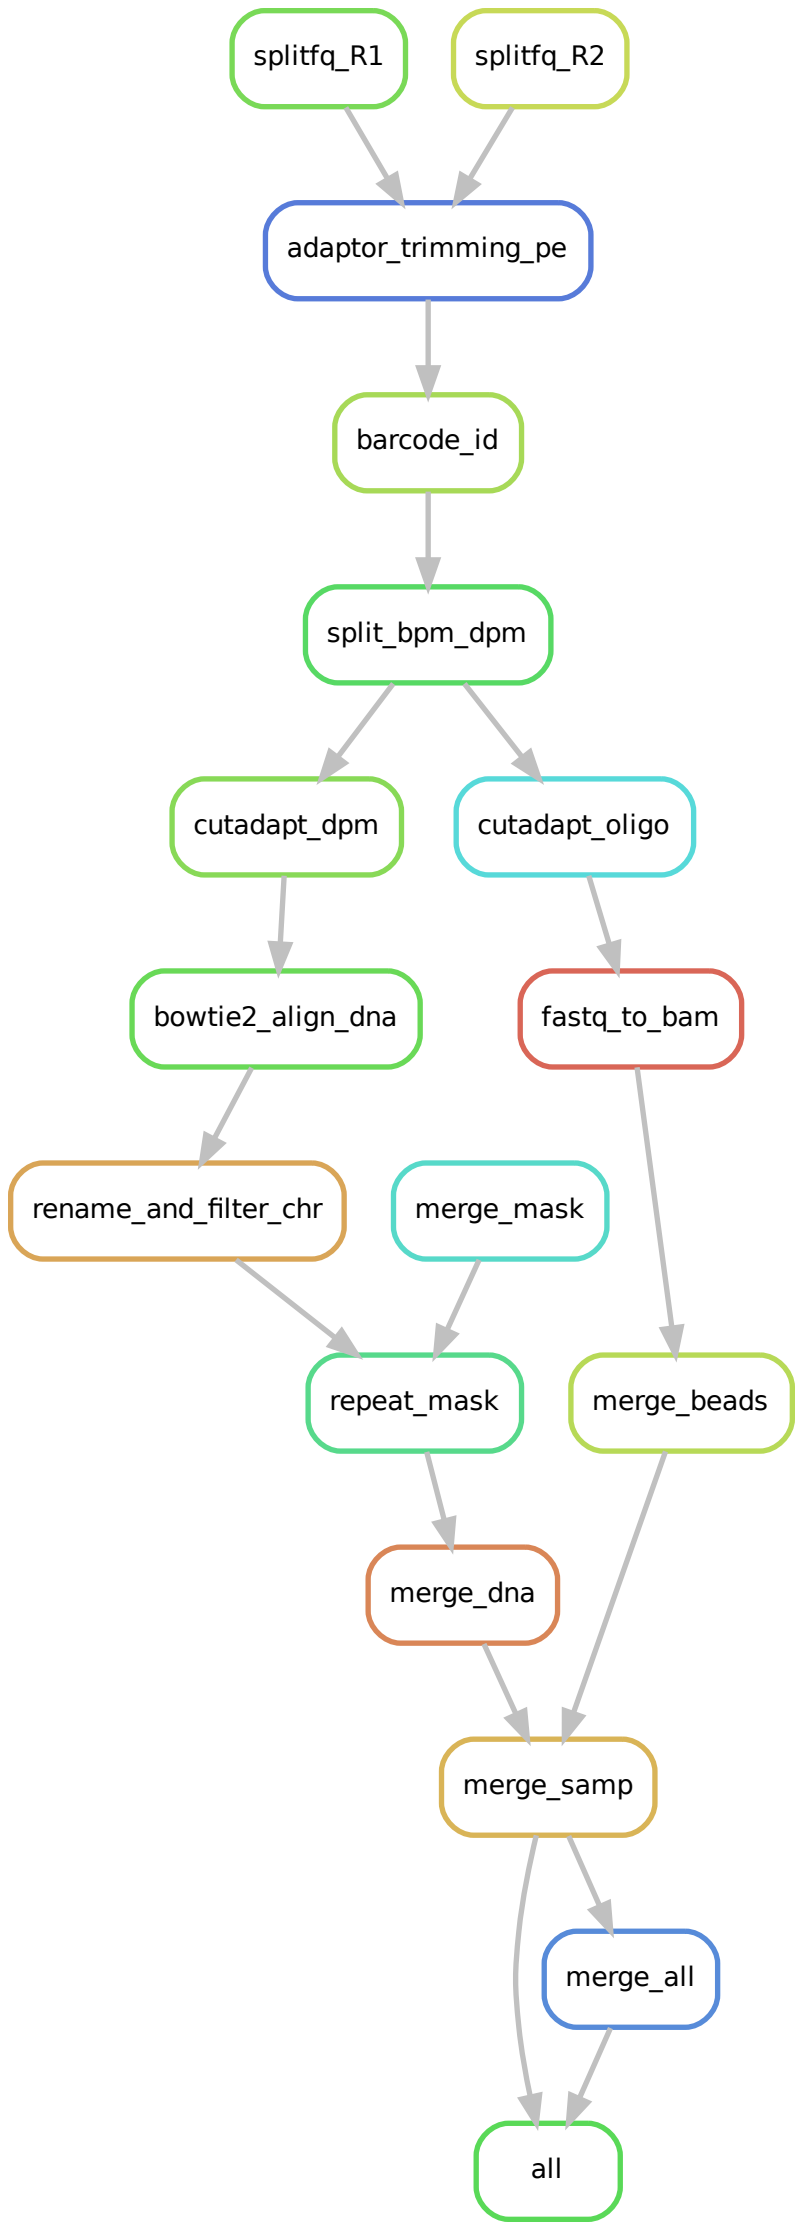 splitfq_R1
splitfq_R2
adaptor_trimming_pe
barcode_id
split_bpm_dpm
cutadapt_dpm
cutadapt_oligo
bowtie2_align_dna
fastq_to_bam
rename_and_filter_chr
merge_mask
repeat_mask
merge_beads
merge_dna
merge_samp
merge_all
all